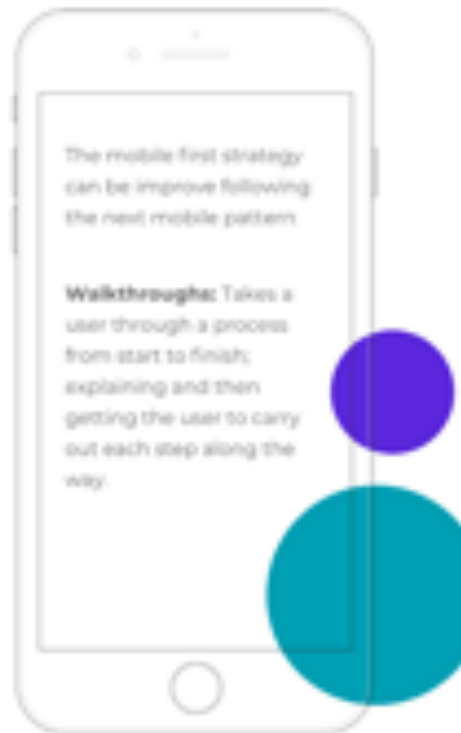 The mobile first strategy
can be improve following
the next mobile pattern
Walkthroughs: Takes a
user through a process
from start to finish;
explaining and then
getting the user to carry
out each step along the
way.